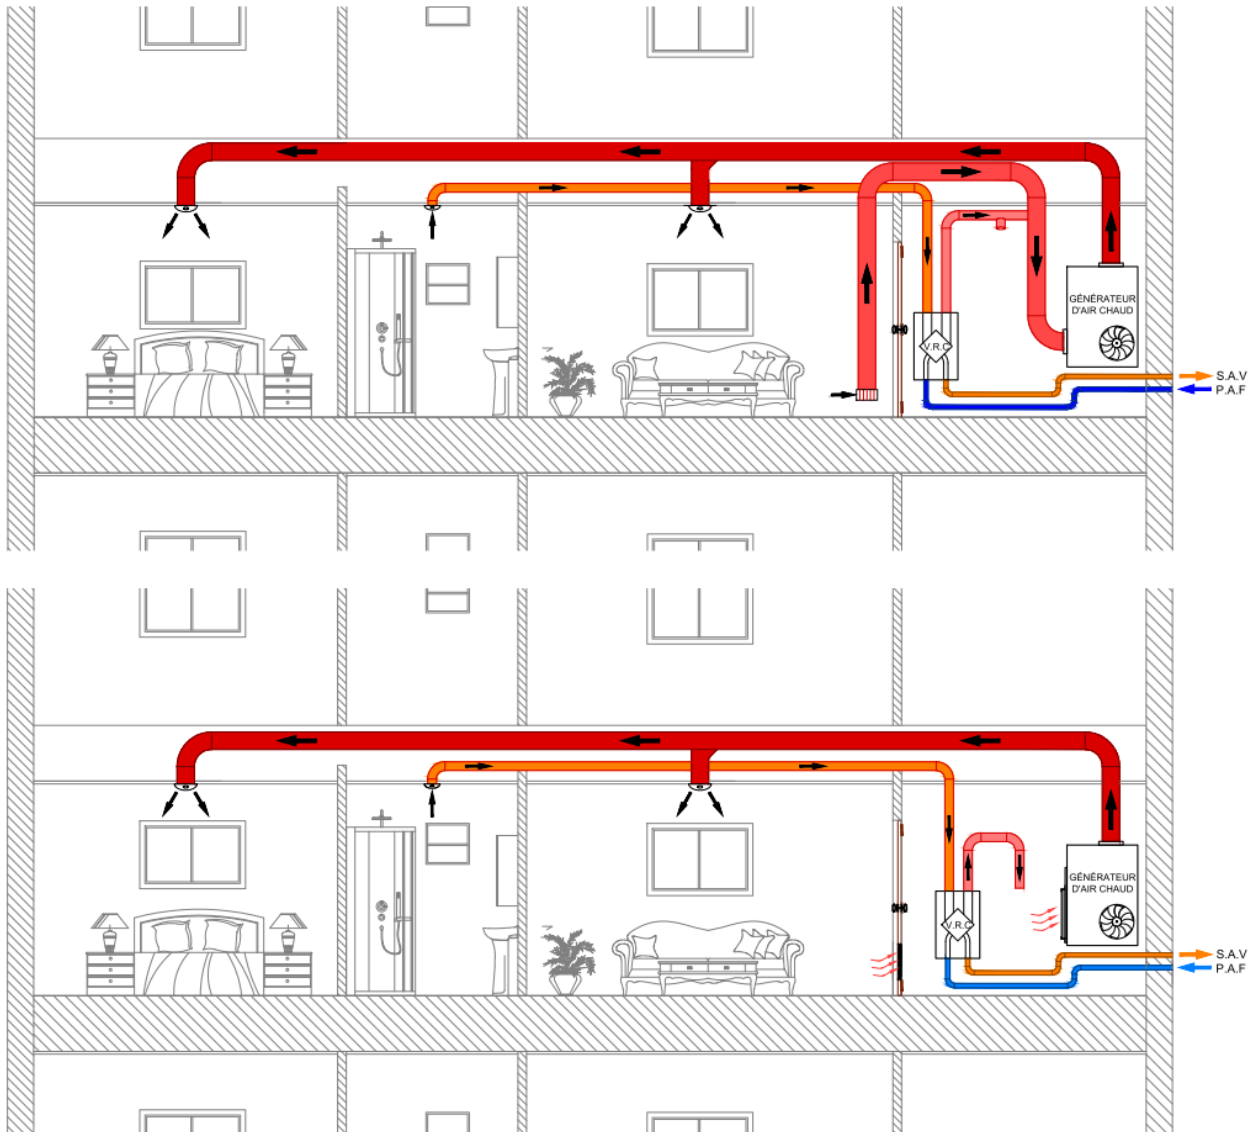 GÉNÉRATEUR
D'AIR CHAUD
V.R.C
S.A.V
P.A.F
GÉNÉRATEUR
D'AIR CHAUD
V.R.C
S.A.V
P.A.F